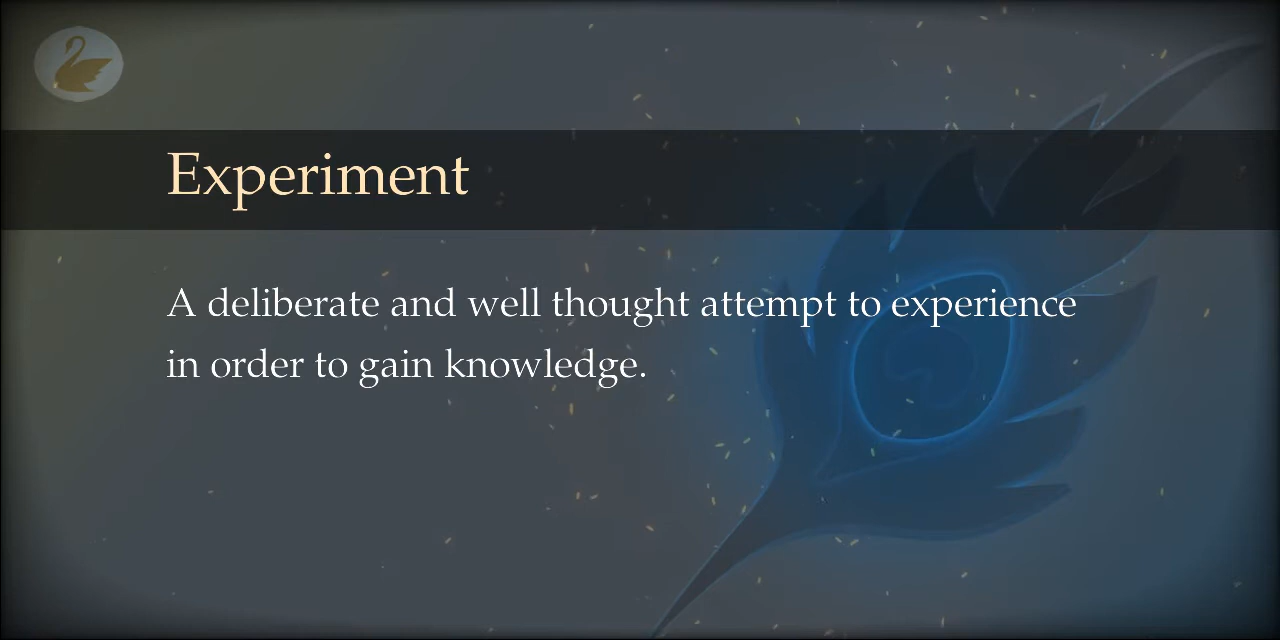 Experiment
A deliberate and well thought attempt to experience
in order to gain knowledge.